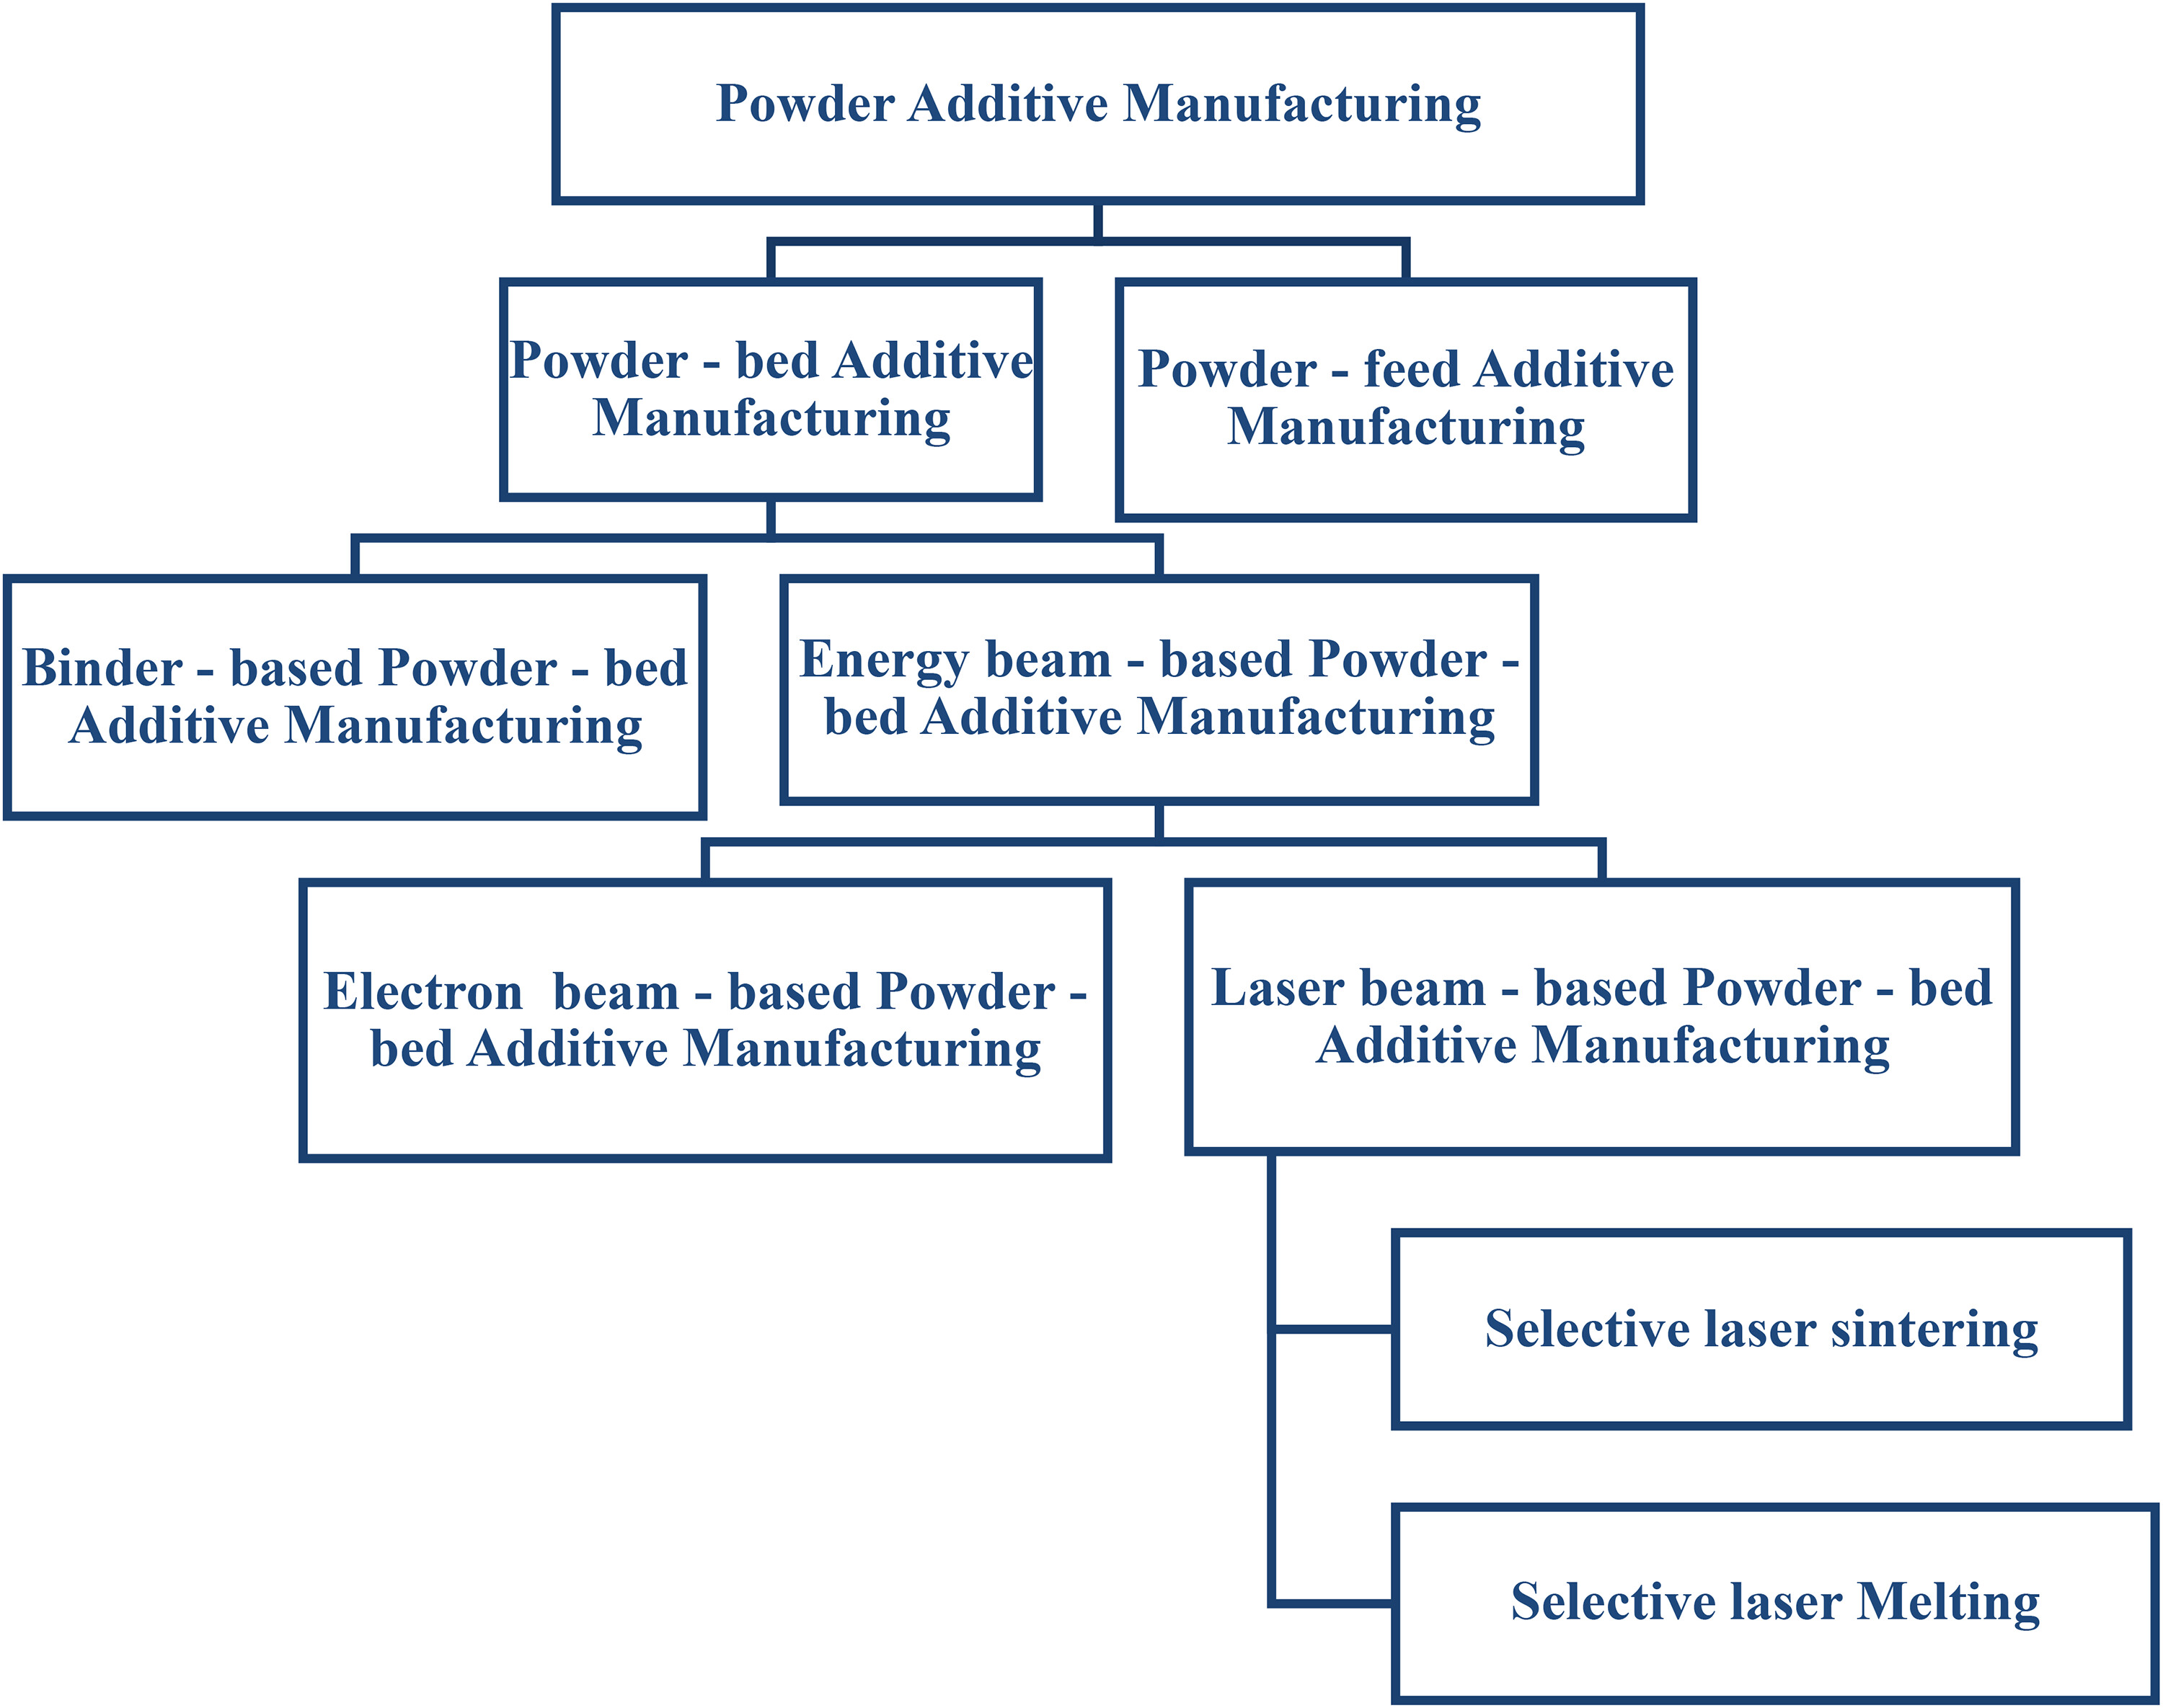 Powder Additive Manufacturing
Powder - bed Additive
Manufacturing
Powder - feed Additive
Manufacturing
Binder - based Powder - bed
Additive Manufacturing
Energy beam - based Powder -
bed Additive Manufacturing
Electron  beam - based Powder -
bed Additive Manufacturing
Laser beam - based Powder - bed
Additive Manufacturing
Selective laser sintering
Selective laser Melting